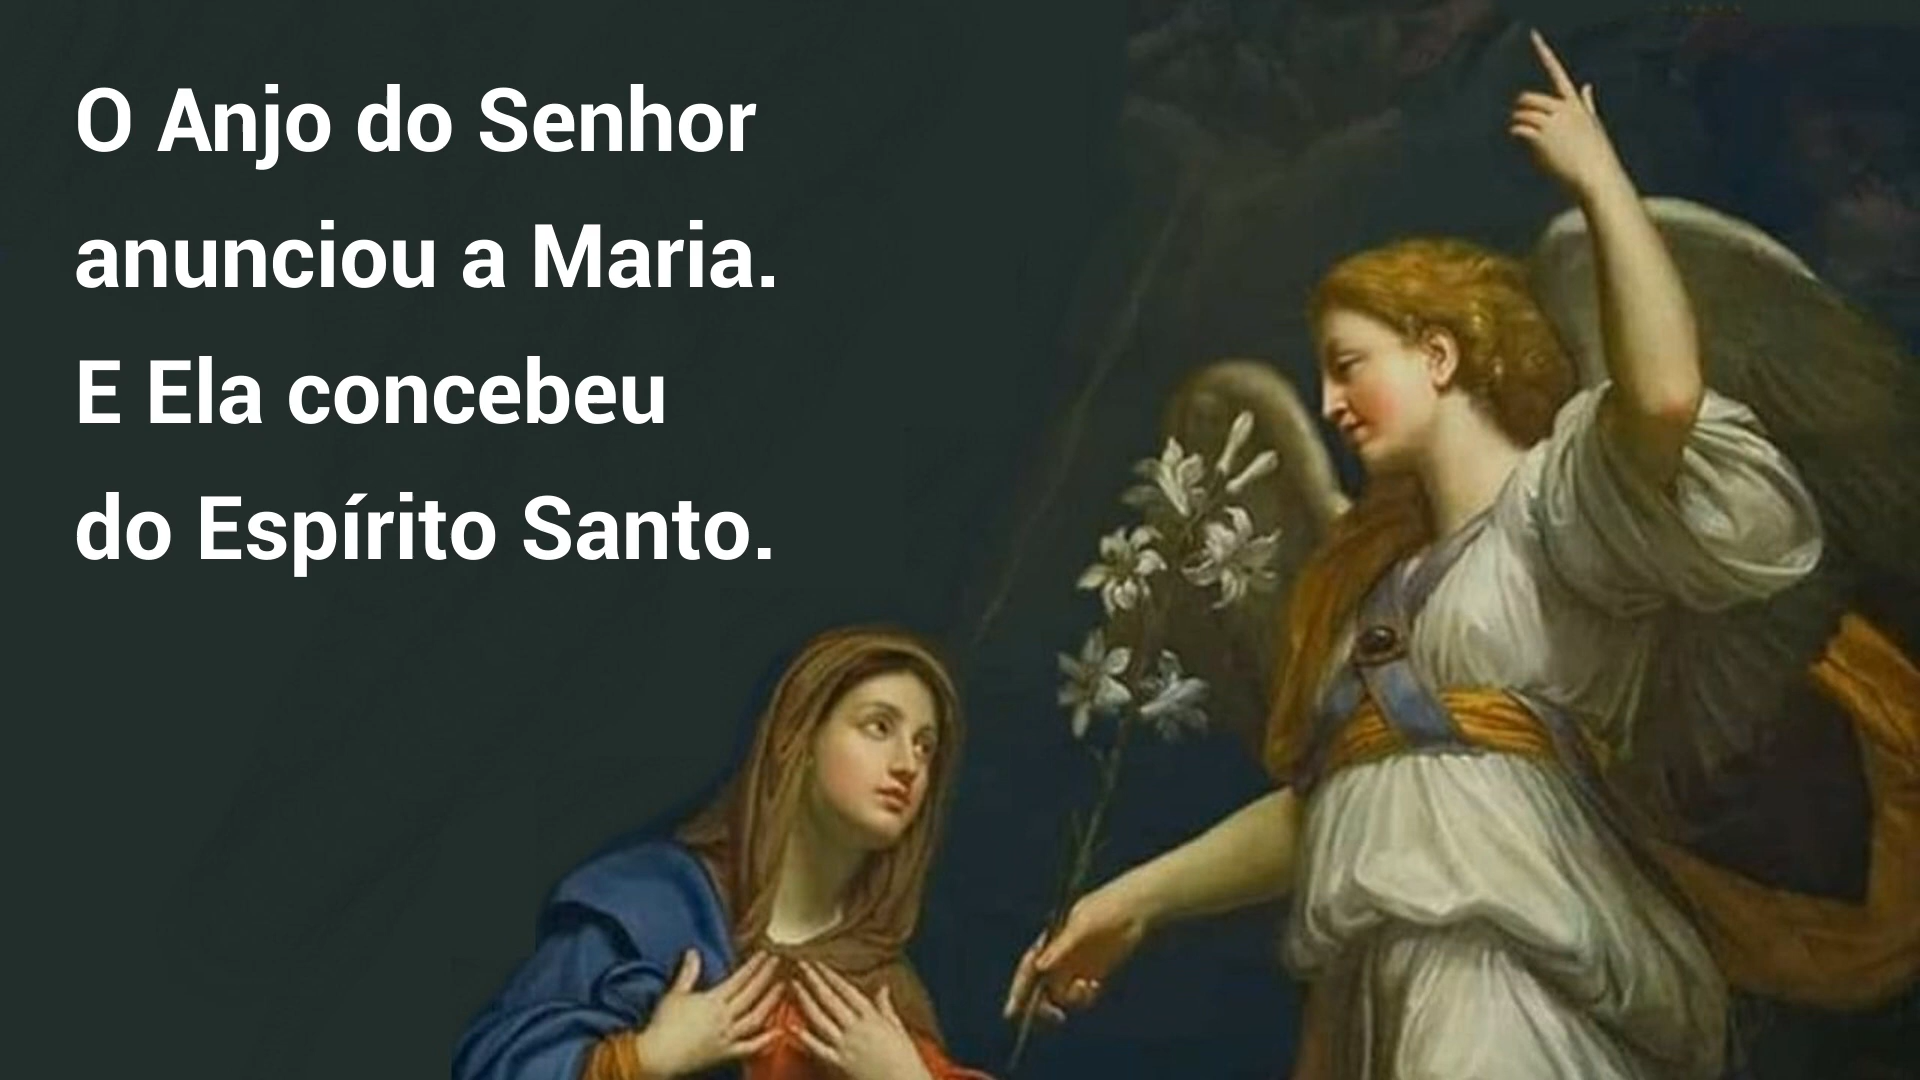 O Anjo do Senhor
anunciou a Maria.
E Ela concebeu
do Espírito Santo.